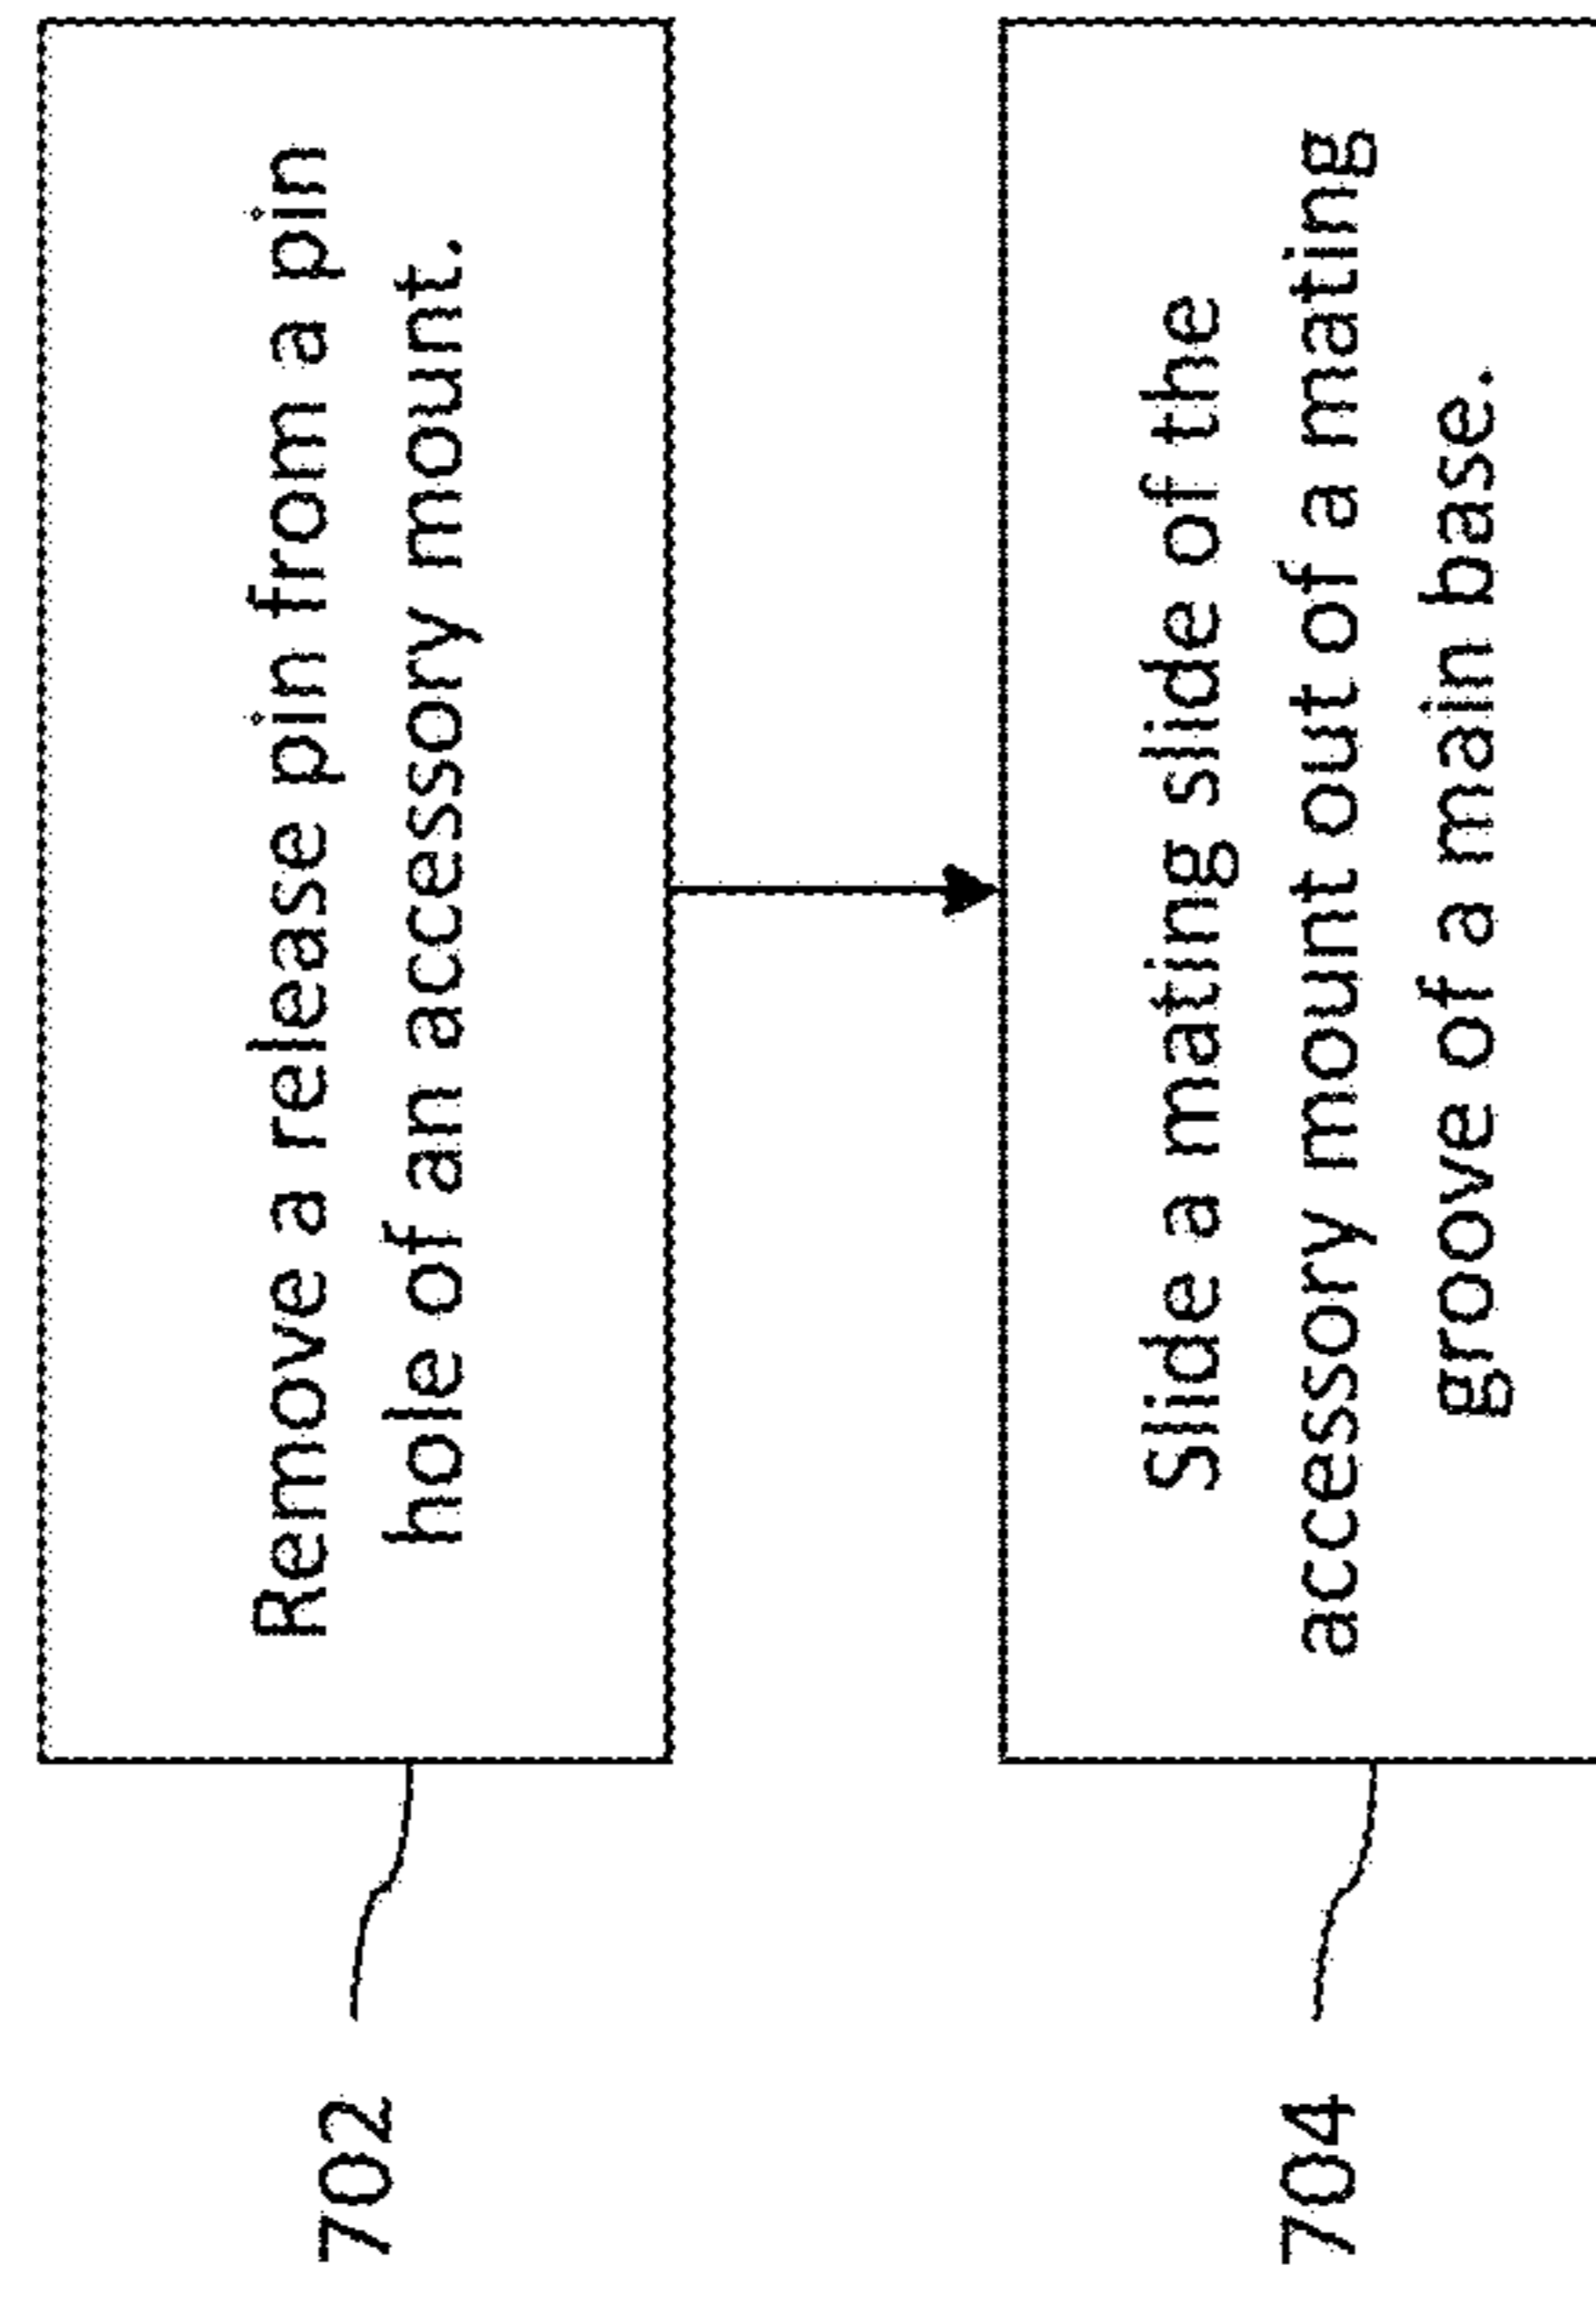 702
Remove a release pin from a pin
hole of an accessory mount.
704
Slide a mating slide of the
accessory mount out of a mating
groove of a main base.